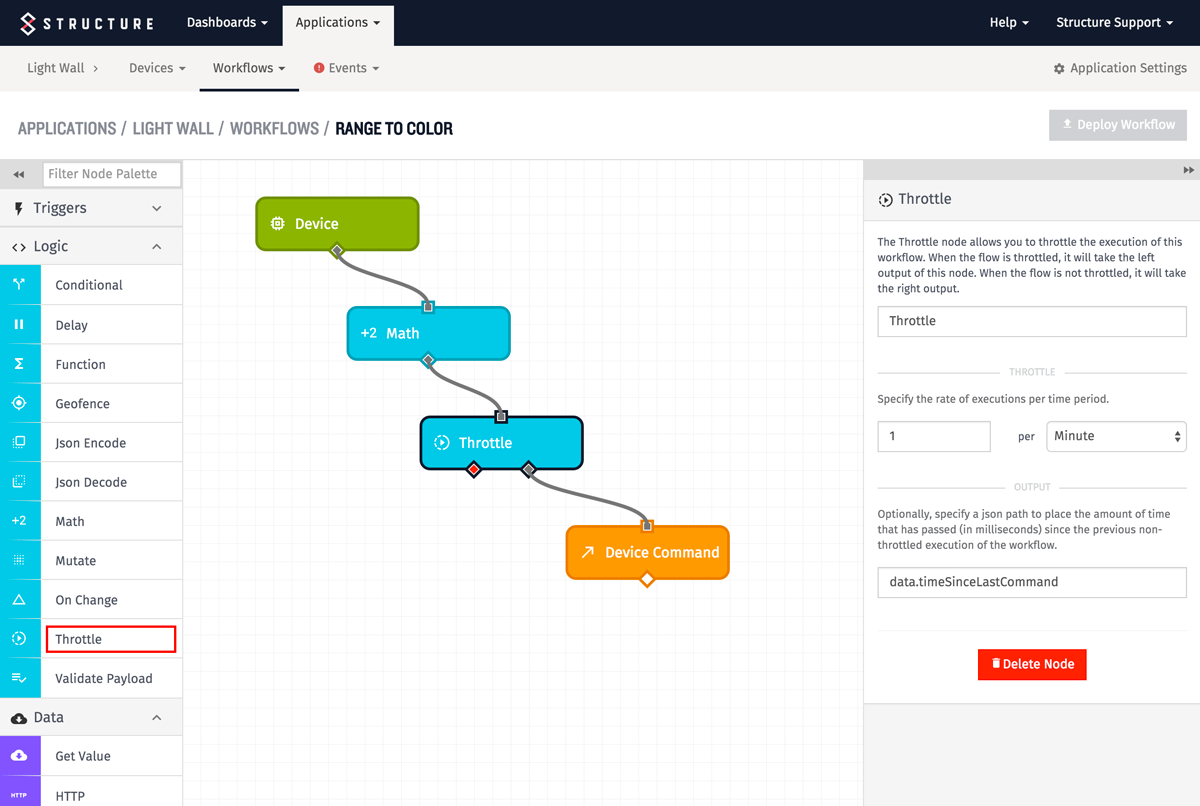 STRUCTURE
Dashboards
Applications
Help
Structure Support
Light Wall
Devices
Workflows
Events
Application Settings
APPLICATIONS / LIGHT WALL / WORKFLOWS / RANGE TO COLOR
Deploy Workflow
Filter Node Palette
Triggers
Logic
Conditional
Delay
Function
Geofence
Json Encode
Json Decode
+2 Math
Mutate
On Change
Throttle
Validate Payload
Data
Get Value
HTTP HTTP
Device
+2 Math
Throttle
Device Command
Throttle
The Throttle node allows you to throttle the execution of this
workflow. When the flow is throttled, it will take the left
output of this node. When the flow is not throttled, it will take
the right output.
Throttle
THROTTLE
Specify the rate of executions per time period.
1 per Minute
OUTPUT
Optionally, specify a json path to place the amount of time
that has passed (in milliseconds) since the previous non-
throttled execution of the workflow.
data.timeSinceLastCommand
Delete Node